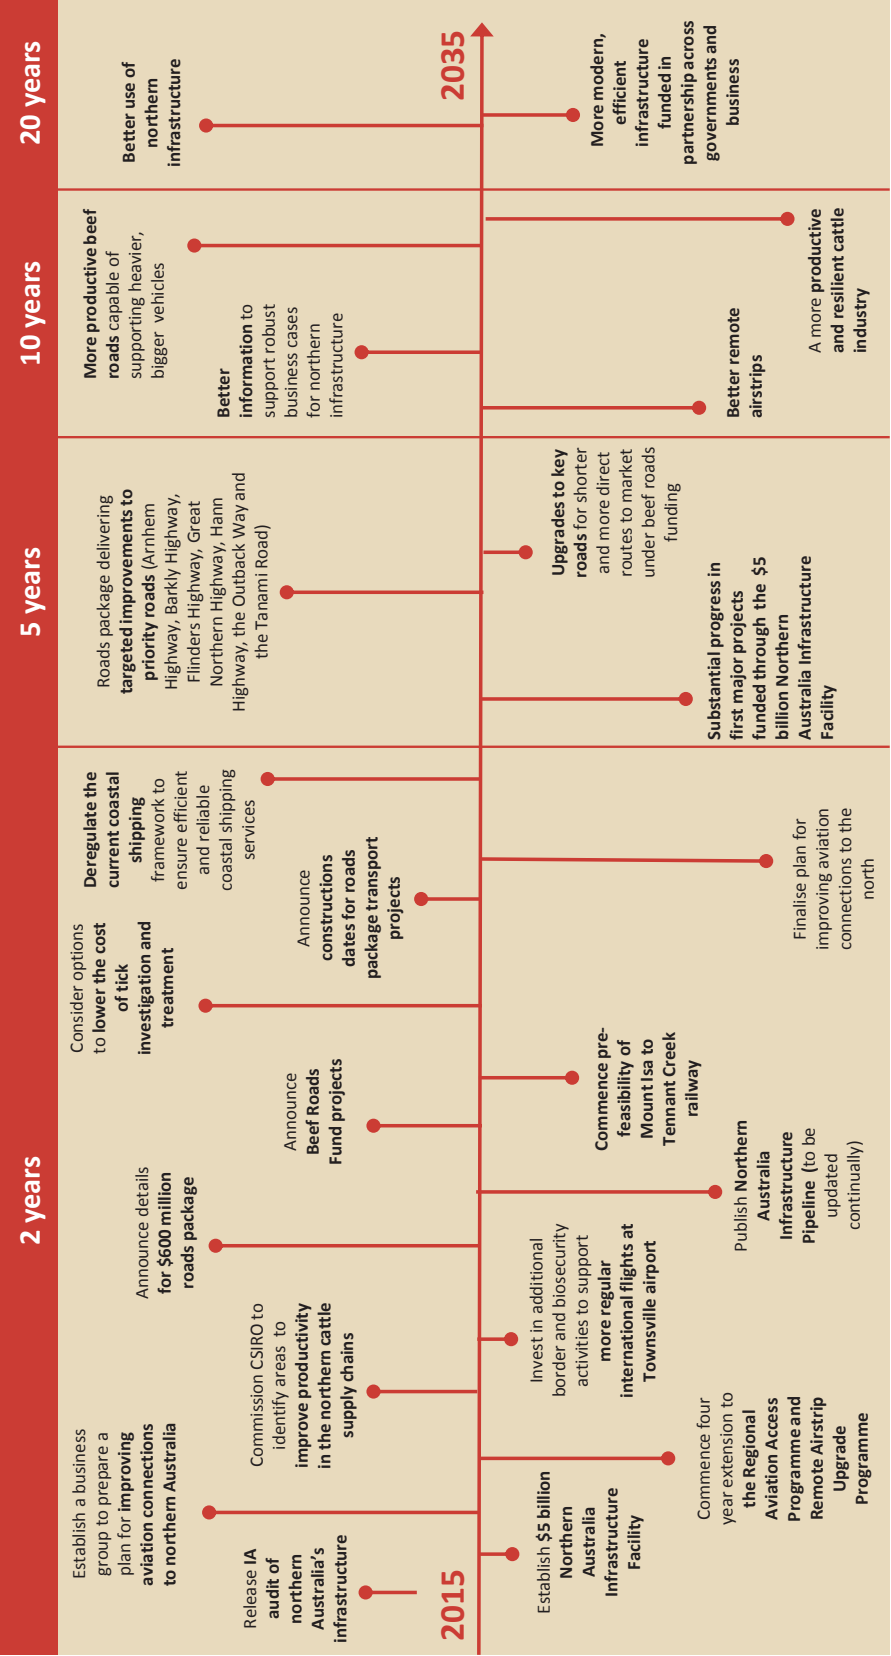 2 years
5 years
10 years
20 years
2015
2035
Establish a business
group to prepare a
plan for improving
aviation connections
to northern Australia
Release IA
audit of
northern
Australia's
infrastructure
Commission CSIRO to
identify areas to
improve productivity
in the northern cattle
supply chains
Announce details
for $600 million
roads package
Announce
Beef Roads
Fund projects
Consider options
to lower the cost
of tick
investigation and
treatment
Announce
constructions
dates for roads
package transport
projects
Deregulate the
current coastal
shipping
framework to
ensure efficient
and reliable
coastal shipping
services
Establish $5 billion
Northern
Australia
Infrastructure
Facility
Commence four
year extension to
the Regional
Aviation Access
Programme and
Remote Airstrip
Upgrade
Programme
Invest in additional
border and biosecurity
activities to support
more regular
international flights at
Townsville airport
Publish Northern
Australia
Infrastructure
Pipeline (to be
updated
continually)
Commence pre-
feasibility of
Mount Isa to
Tennant Creek
railway
Finalise plan for
improving aviation
connections to the
north
Roads package delivering
targeted improvements to
priority roads (Arnhem
Highway, Barkly Highway,
Flinders Highway, Great
Northern Highway, Hann
Highway, the Outback Way and
the Tanami Road)
Substantial progress in
first major projects
funded through the $5
billion Northern
Australia Infrastructure
Facility
Upgrades to key
roads for shorter
and more direct
routes to market
under beef roads
funding
More productive beef
roads capable of
supporting heavier,
bigger vehicles
Better
information to
support robust
business cases
for northern
infrastructure
Better remote
airstrips
A more productive
and resilient cattle
industry
Better use of
northern
infrastructure
More modern,
efficient
infrastructure
funded in
partnership across
governments and
business